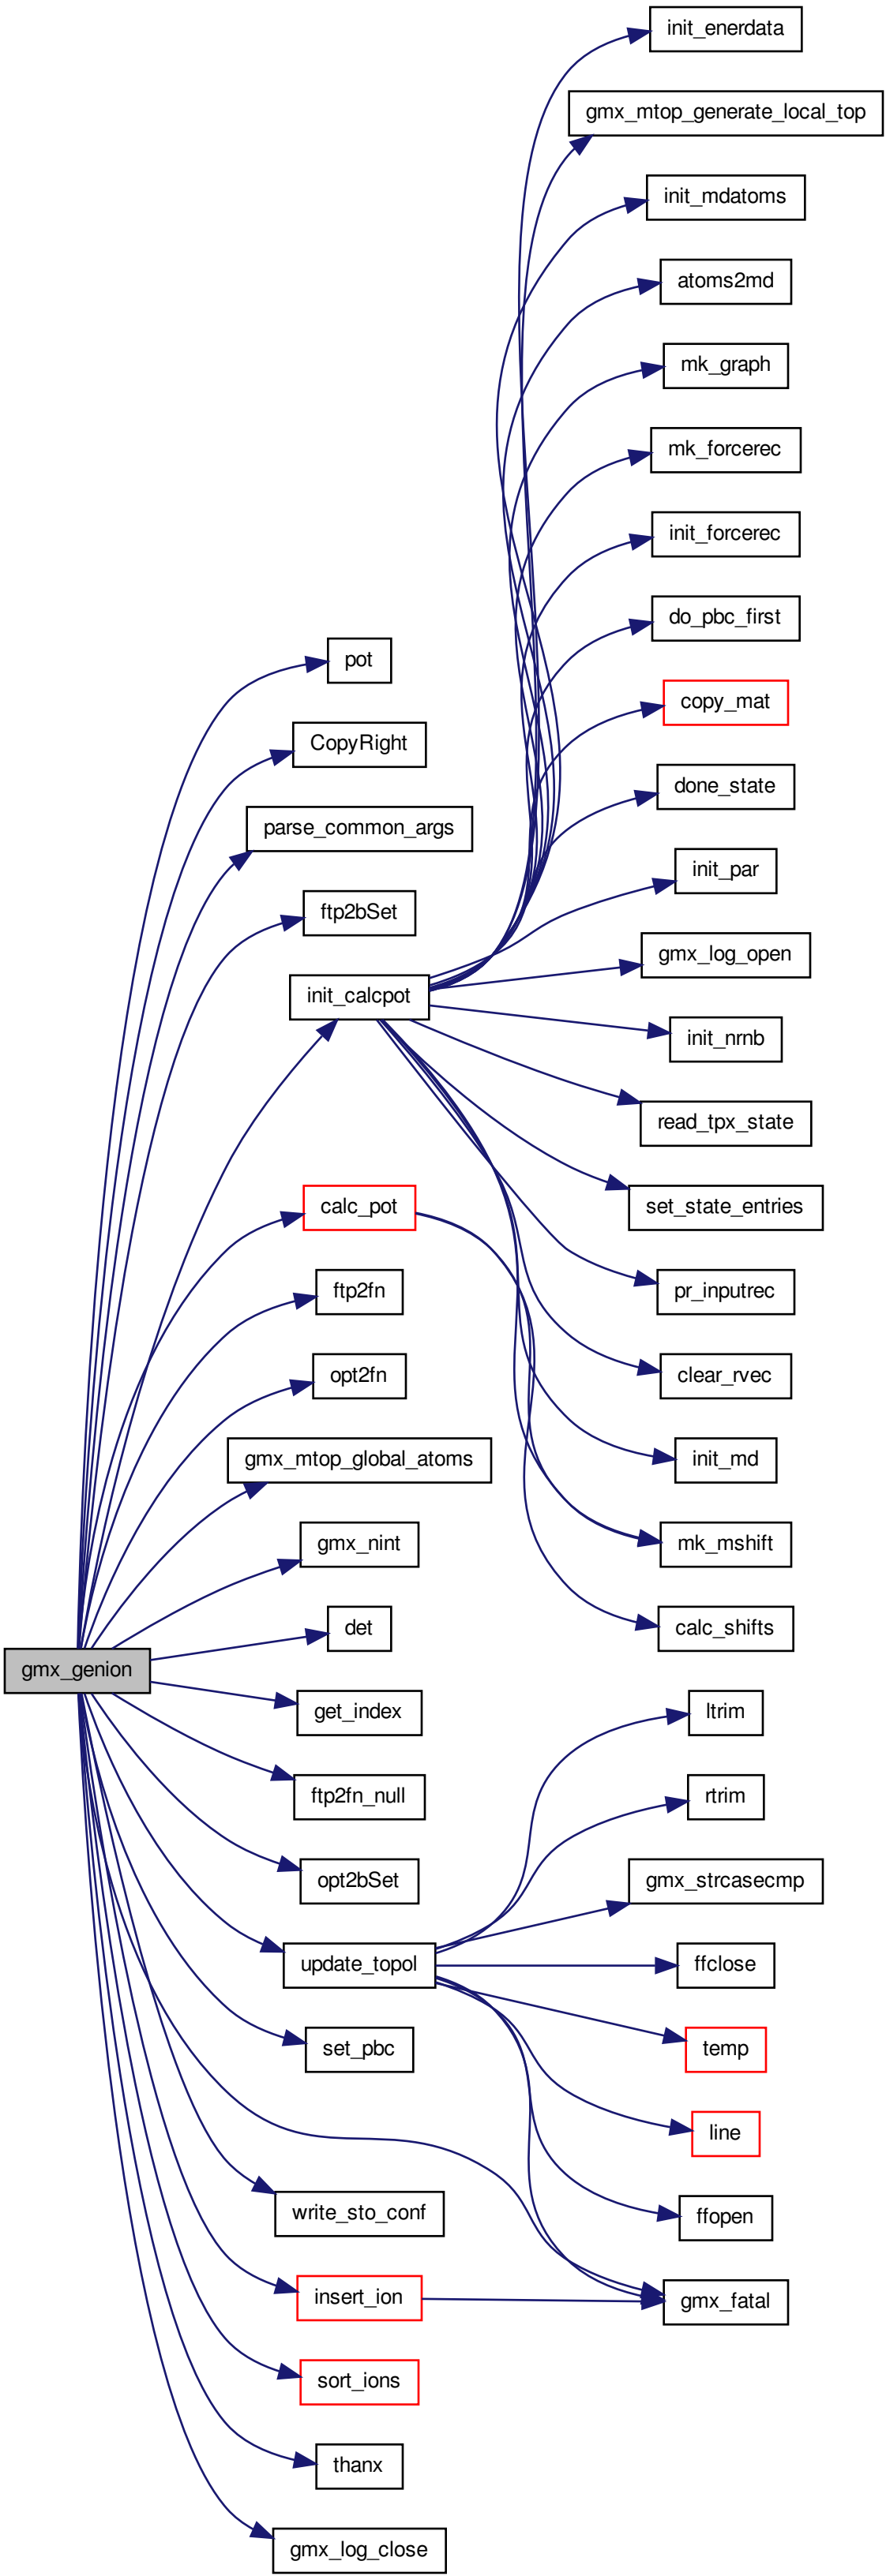 init_enerdata
gmx_mtop_generate_local_top
init_mdatoms
atoms2md
mk_graph
mk_forcerec
init_forcerec
do_pbc_first
pot
copy_mat
CopyRight
done_state
parse_common_args
init_par
ftp2bSet
gmx_log_open
init_calcpot
init_nrnb
read_tpx_state
calc_pot
set_state_entries
ftp2fn
pr_inputrec
opt2fn
clear_rvec
gmx_mtop_global_atoms
init_md
gmx_nint
mk_mshift
det
calc_shifts
gmx_genion
get_index
ltrim
ftp2fn_null
rtrim
opt2bSet
gmx_strcasecmp
update_topol
ffclose
set_pbc
temp
line
write_sto_conf
ffopen
insert_ion
gmx_fatal
sort_ions
thanx
gmx_log_close